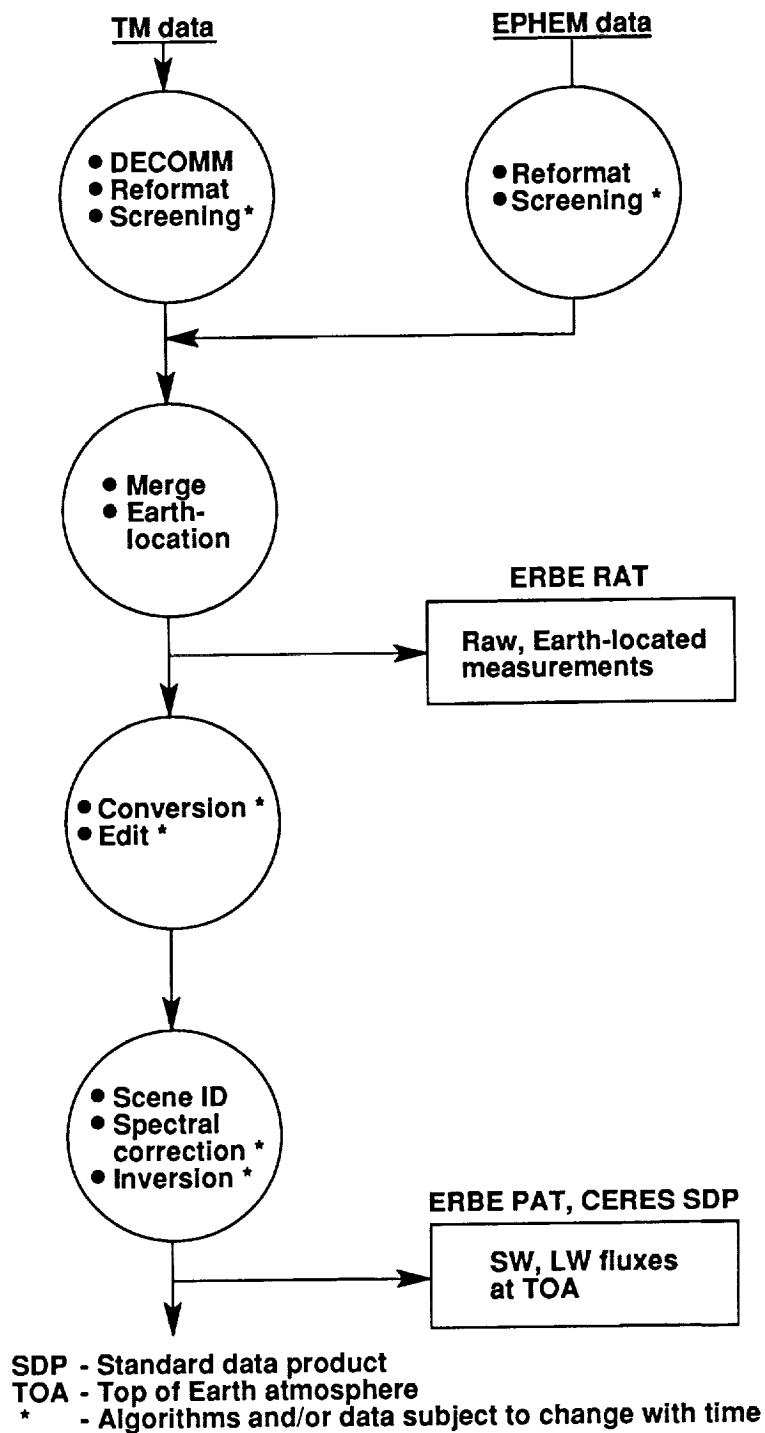 TM data
EPHEM data
● DECOMM
● Reformat
● Screening*
● Reformat
● Screening *
● Merge
● Earth-
location
ERBE RAT
Raw, Earth-located
measurements
● Conversion *
● Edit *
● Scene ID
● Spectral
correction *
● Inversion *
ERBE PAT, CERES SDP
SW, LW fluxes
at TOA
SDP - Standard data product
TOA - Top of Earth atmosphere
* - Algorithms and/or data subject to change with time